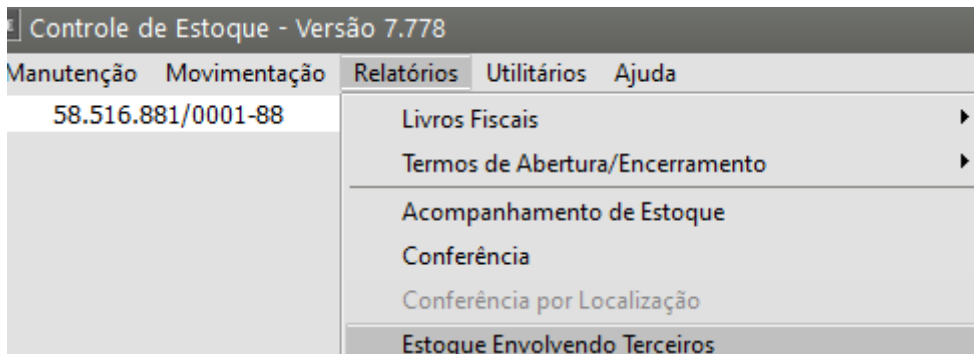 Controle de Estoque - Versão 7.778
Manutenção Movimentação Relatórios Utilitários Ajuda
58.516.881/0001-88
Livros Fiscais
Termos de Abertura/Encerramento
Acompanhamento de Estoque
Conferência
Conferência por Localização
Estoque Envolvendo Terceiros